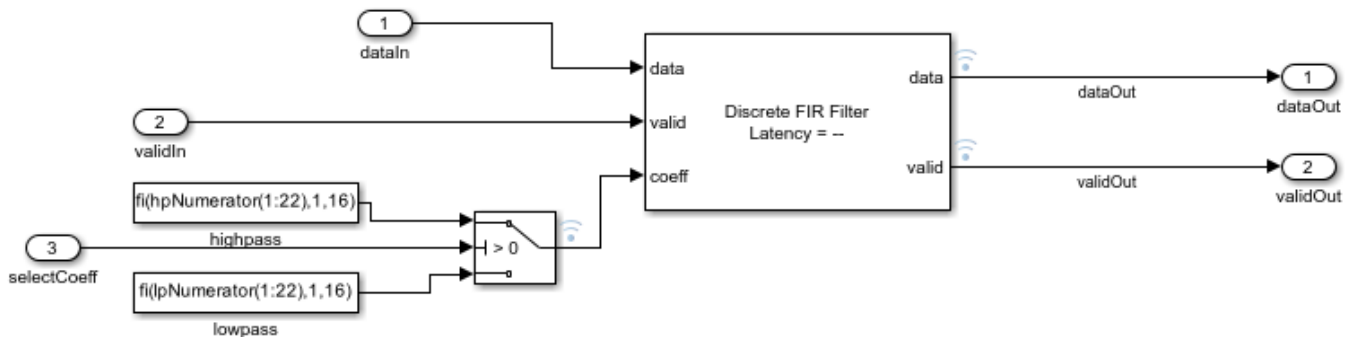 1
dataIn
data
data
dataOut
1
dataOut
Discrete FIR Filter
Latency = --
2
validIn
valid
valid
validOut
2
validOut
coeff
fi(hpNumerator(1:22),1,16)
highpass
> 0
3
selectCoeff
fi(lpNumerator(1:22),1,16)
lowpass